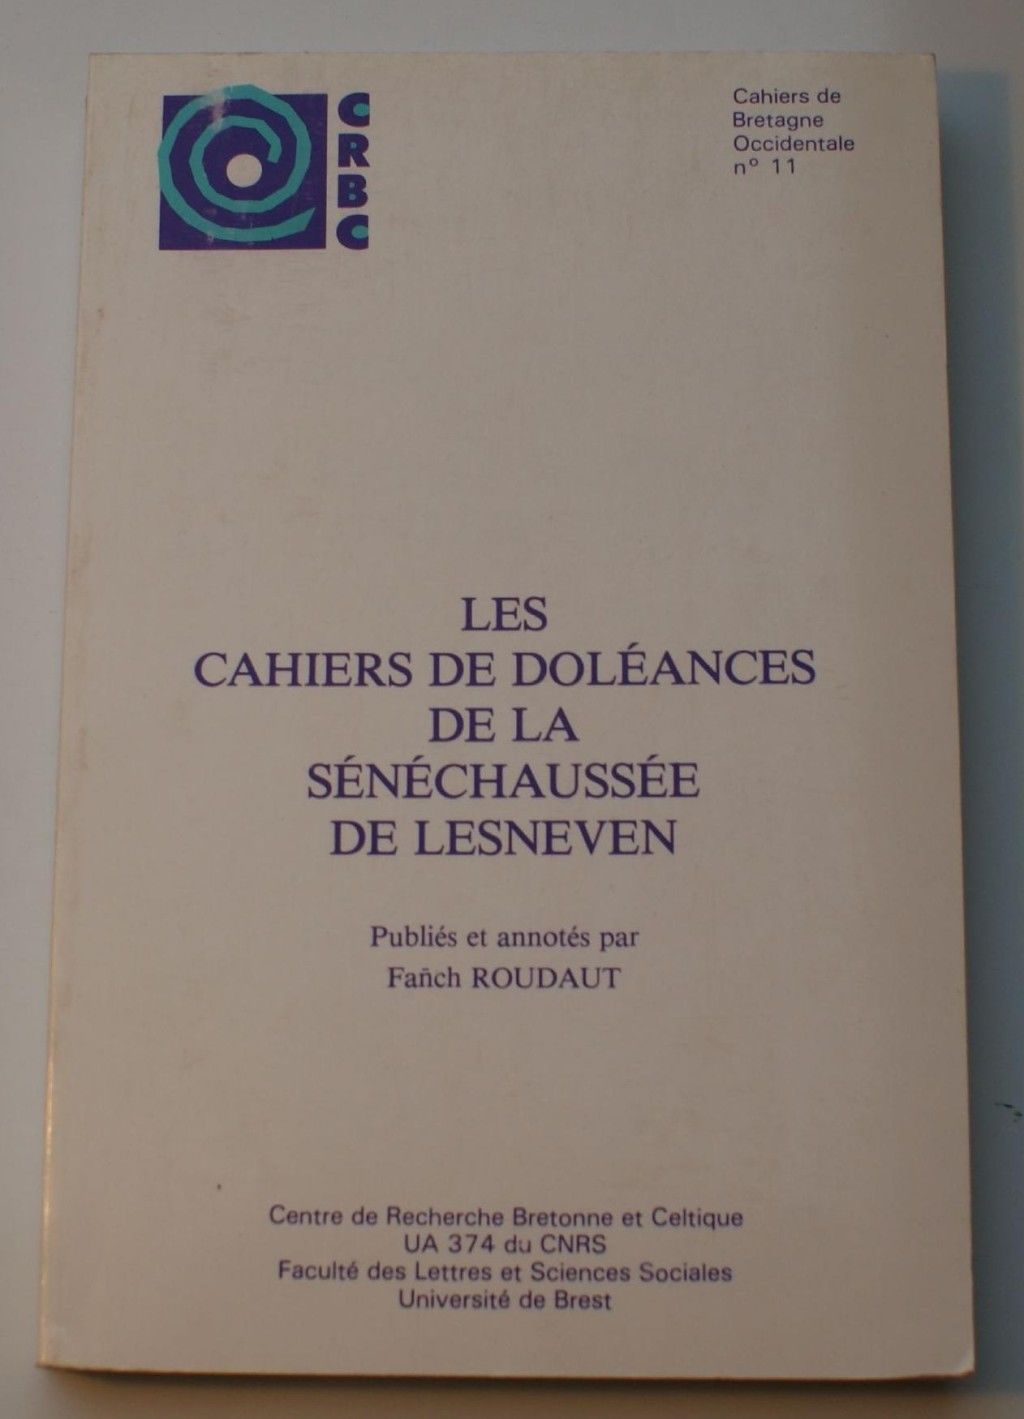 CRBC
Cahiers de
Bretagne
Occidentale
n° 11
LES
CAHIERS DE DOLÉANCES
DE LA
SÉNÉCHAUSSÉE
DE LESNEVEN
Publiés et annotés par
Fañch ROUDAUT
Centre de Recherche Bretonne et Celtique
UA 374 du CNRS
Faculté des Lettres et Sciences Sociales
Université de Brest